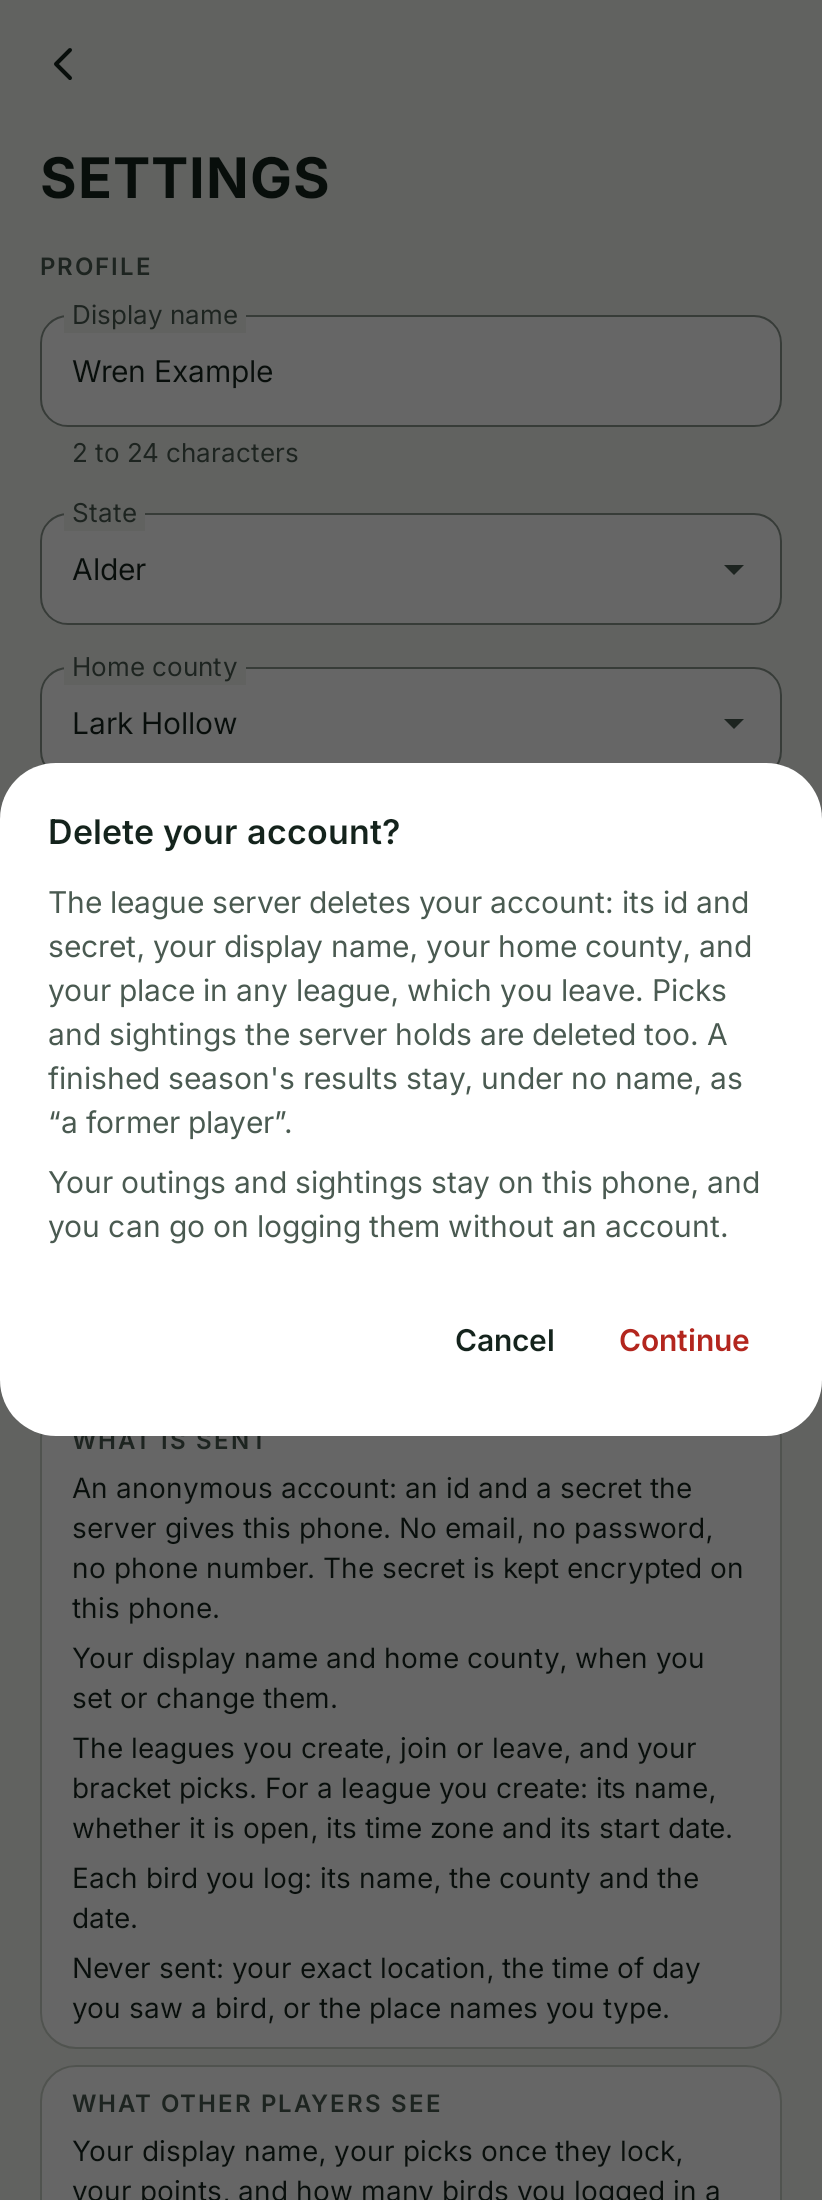 SETTINGS
PROFILE
Display name
Wren Example
2 to 24 characters
State
Alder
Home county
Lark Hollow
Delete your account?
The league server deletes your account: its id and
secret, your display name, your home county, and
your place in any league, which you leave. Picks
and sightings the server holds are deleted too. A
finished season's results stay, under no name, as
“a former player”.
Your outings and sightings stay on this phone, and
you can go on logging them without an account.
Cancel
Continue
WHAT IS SENT
An anonymous account: an id and a secret the
server gives this phone. No email, no password,
no phone number. The secret is kept encrypted on
this phone.
Your display name and home county, when you
set or change them.
The leagues you create, join or leave, and your
bracket picks. For a league you create: its name,
whether it is open, its time zone and its start date.
Each bird you log: its name, the county and the
date.
Never sent: your exact location, the time of day
you saw a bird, or the place names you type.
WHAT OTHER PLAYERS SEE
Your display name, your picks once they lock,
your points, and how many birds you logged in a